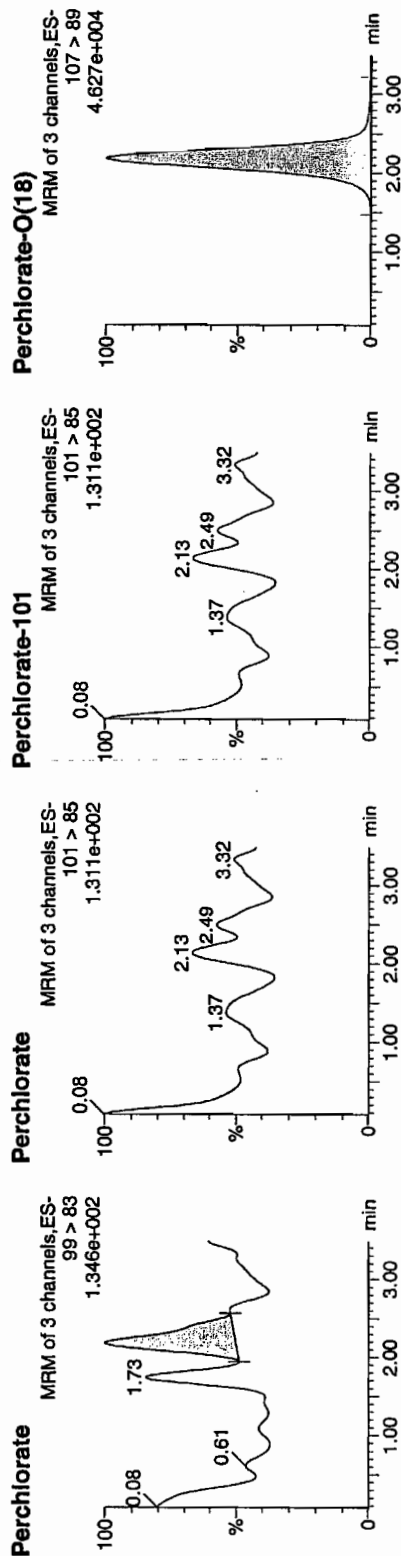 Perchlorate
MRM of 3 channels,ES-
99 > 83
1.346e+002
100
%
0
0.08
0.61
1.73
1.00
2.00
3.00
min
Perchlorate
MRM of 3 channels,ES-
101 > 85
1.311e+002
100
%
0
0.08
1.37
2.13
2.49
3.32
1.00
2.00
3.00
min
Perchlorate-101
MRM of 3 channels,ES-
101 > 85
1.311e+002
100
%
0
0.08
1.37
2.13
2.49
3.32
1.00
2.00
3.00
min
Perchlorate-O(18)
MRM of 3 channels,ES-
107 > 89
4.627e+004
100
%
0
1.00
2.00
3.00
min